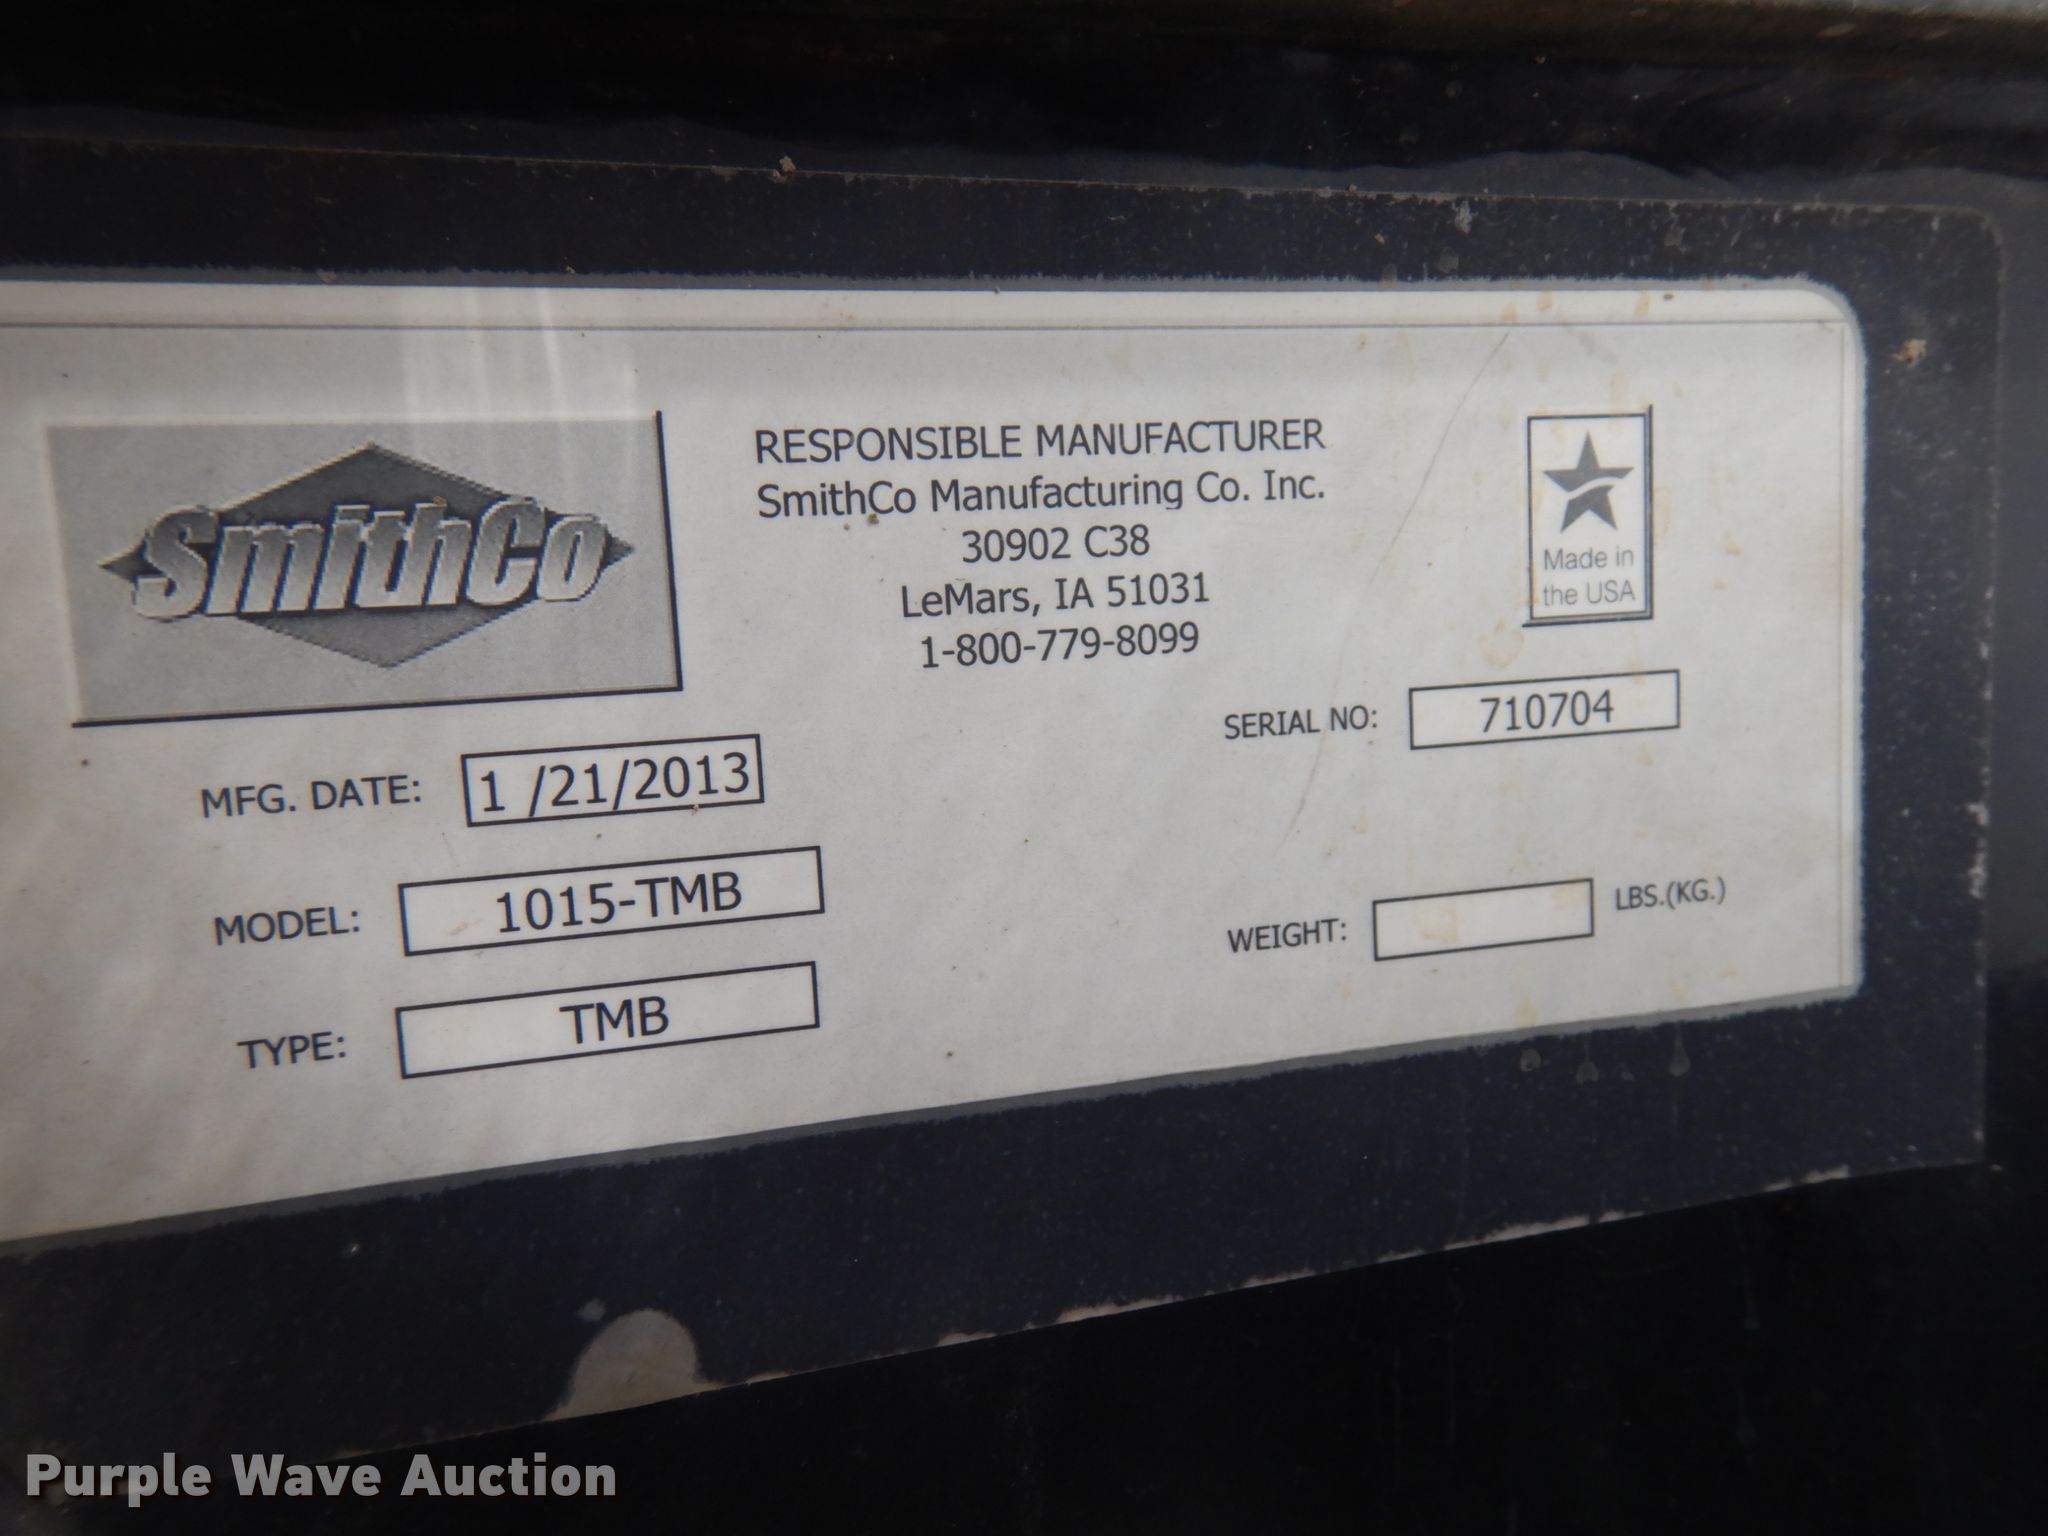 SmithCo
RESPONSIBLE MANUFACTURER
SmithCo Manufacturing Co. Inc.
30902 C38
LeMars, IA 51031
1-800-779-8099
Made in
the USA
SERIAL NO: 710704
MFG. DATE: 1 /21/2013
MODEL: 1015-TMB
WEIGHT: LBS.(KG.)
TYPE: TMB
Purple Wave Auction